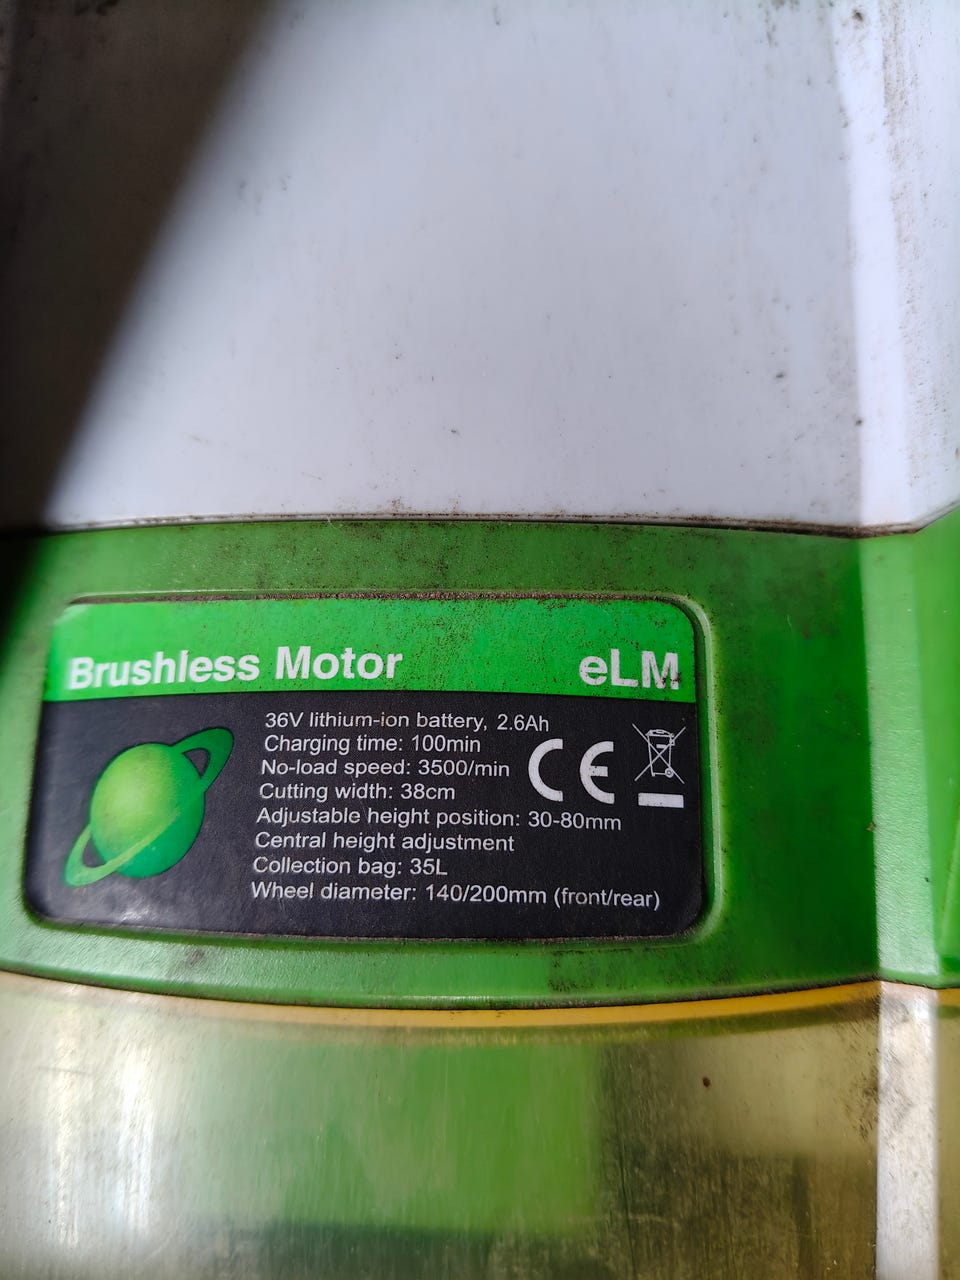 Brushless Motor eLM
36V lithium-ion battery, 2.6Ah
Charging time: 100min
No-load speed: 3500/min
Cutting width: 38cm
Adjustable height position: 30-80mm
Central height adjustment
Collection bag: 35L
Wheel diameter: 140/200mm (front/rear)
CE